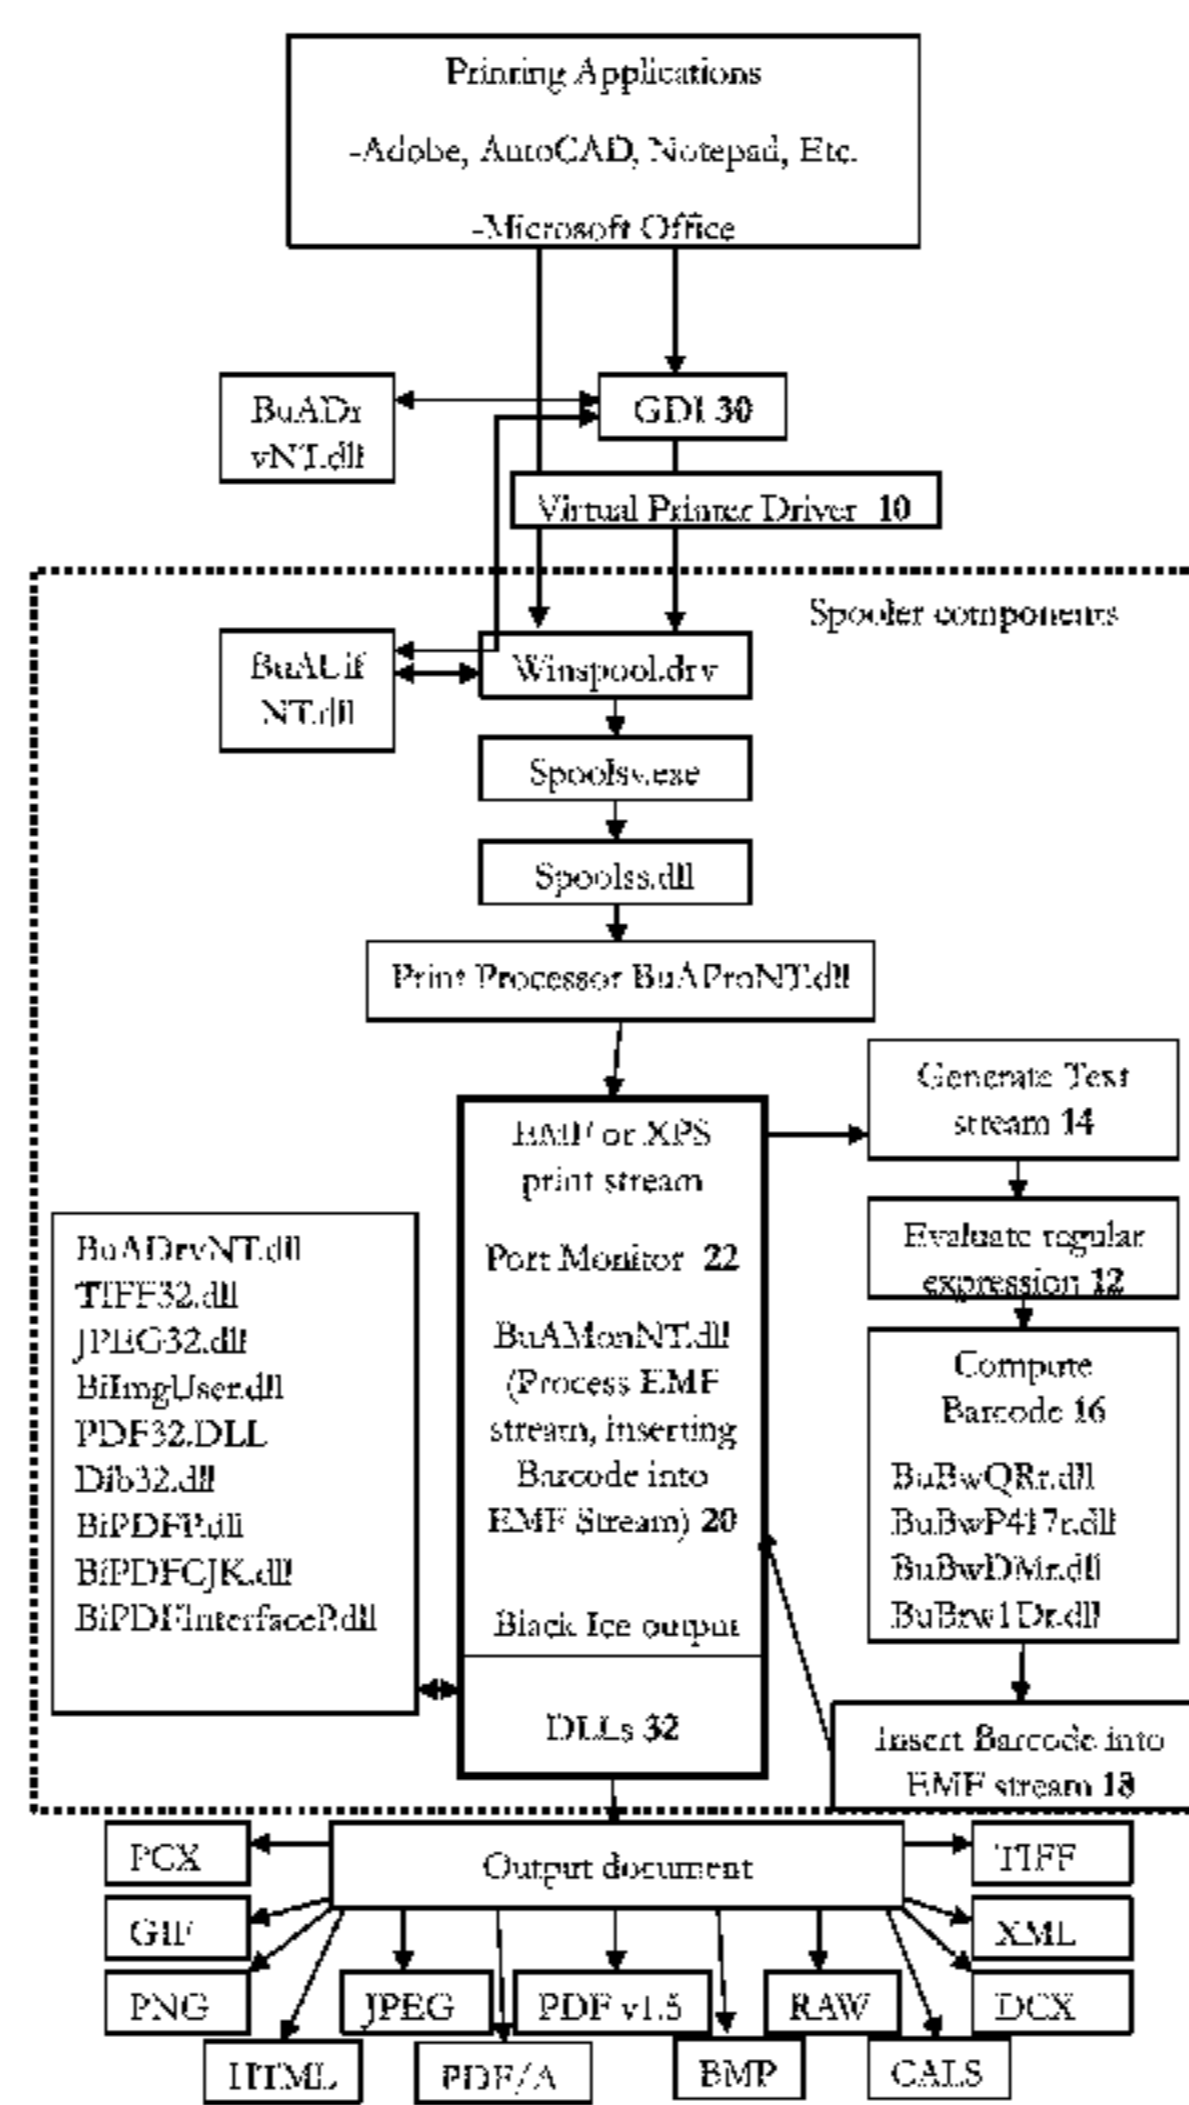 Printing Applications
-Adobe, AutoCAD, Notepad, Etc.
-Microsoft Office
BuADr
vNT.dll
GDI 30
Virtual Printer Driver 10
Spooler components
BuAUif
NT.dll
Winspool.drv
Spoolsv.exe
Spoolss.dll
Print Processor BuAProNT.dll
Generate Text
stream 14
EMF or XPS
print stream
Port Monitor 22
BuAMonNT.dll
(Process EMF
stream, inserting
Barcode into
EMF Stream) 20
Black Ice output
DLLs 32
Evaluate regular
expression 12
Compute
Barcode 16
BuBwQRr.dll
BuBwP417r.dll
BuBwDMr.dll
BuBrw1Dr.dll
Insert Barcode into
EMF stream 18
BuADrvNT.dll
TIFF32.dll
JPEG32.dll
BiImgUser.dll
PDF32.DLL
Dib32.dll
BiPDFP.dll
BiPDFCJK.dll
BiPDFInterfaceP.dll
Output document
PCX
GIF
PNG
HTML
JPEG
PDF/A
PDF v1.5
BMP
RAW
CALS
TIFF
XML
DCX